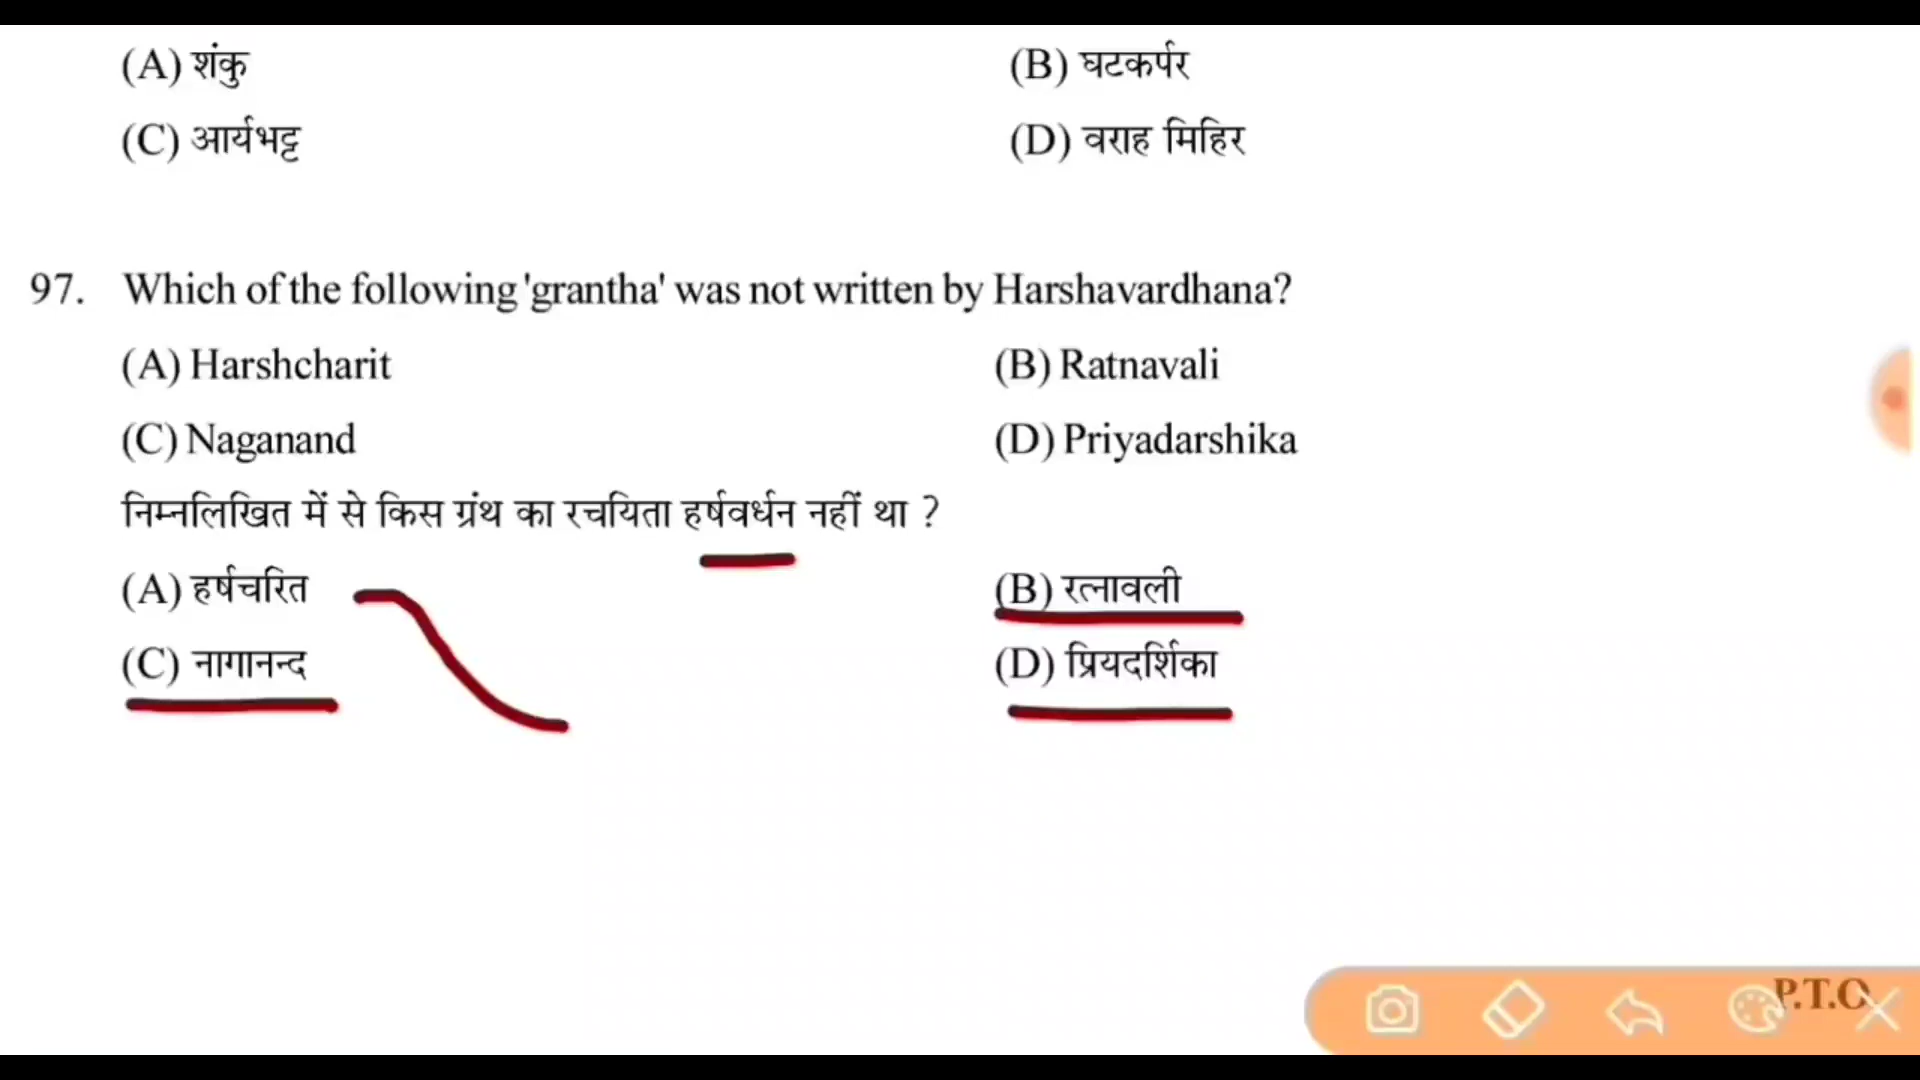 (A) शंकु (B) घटकर्पर
(C) आर्यभट्ट (D) वराह मिहिर
97. Which of the following 'grantha' was not written by Harshavardhana?
(A) Harshcharit (B) Ratnavali
(C) Naganand (D) Priyadarshika
निम्नलिखित में से किस ग्रंथ का रचयिता हर्षवर्धन नहीं था ?
(A) हर्षचरित (B) रत्नावली
(C) नागानन्द (D) प्रियदर्शिका
P.T.O.